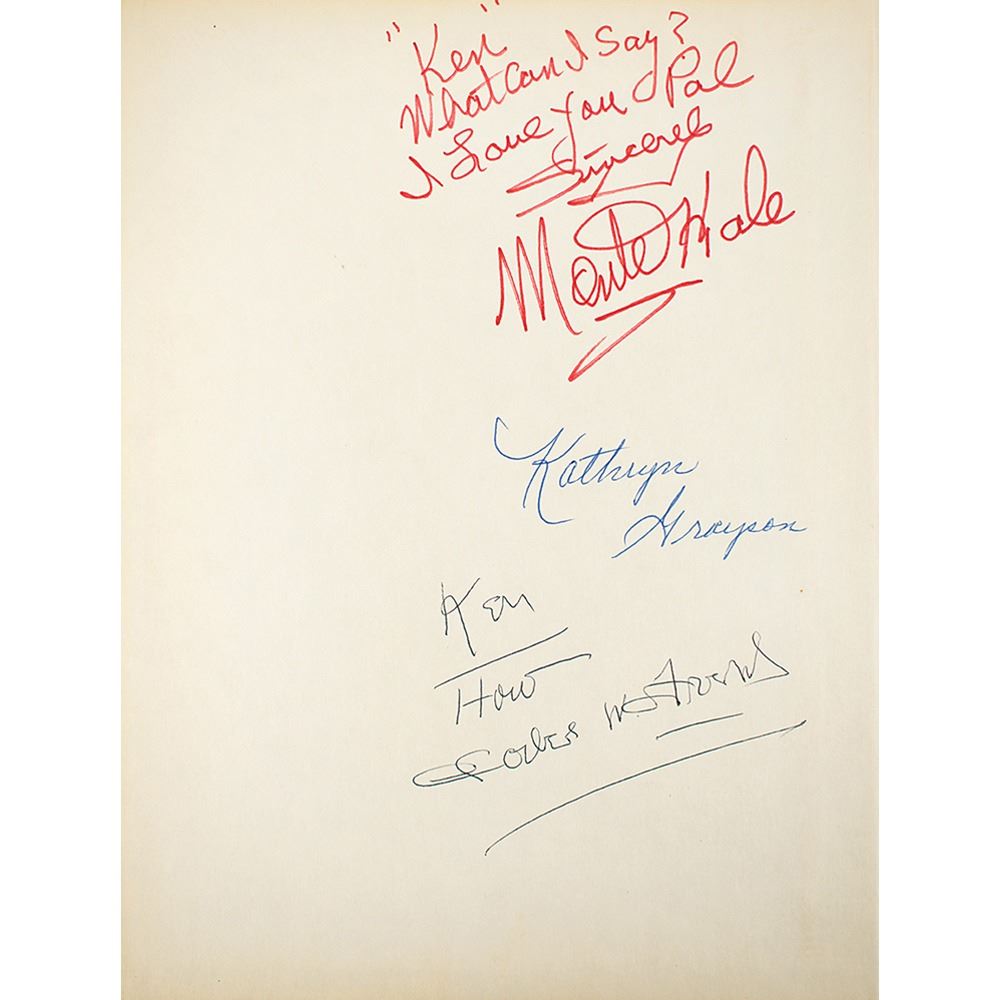 "Ken"
What Can I Say?
I Love You Pal
Sincerely
Monte Hale
Kathryn
Grayson
Ken
How